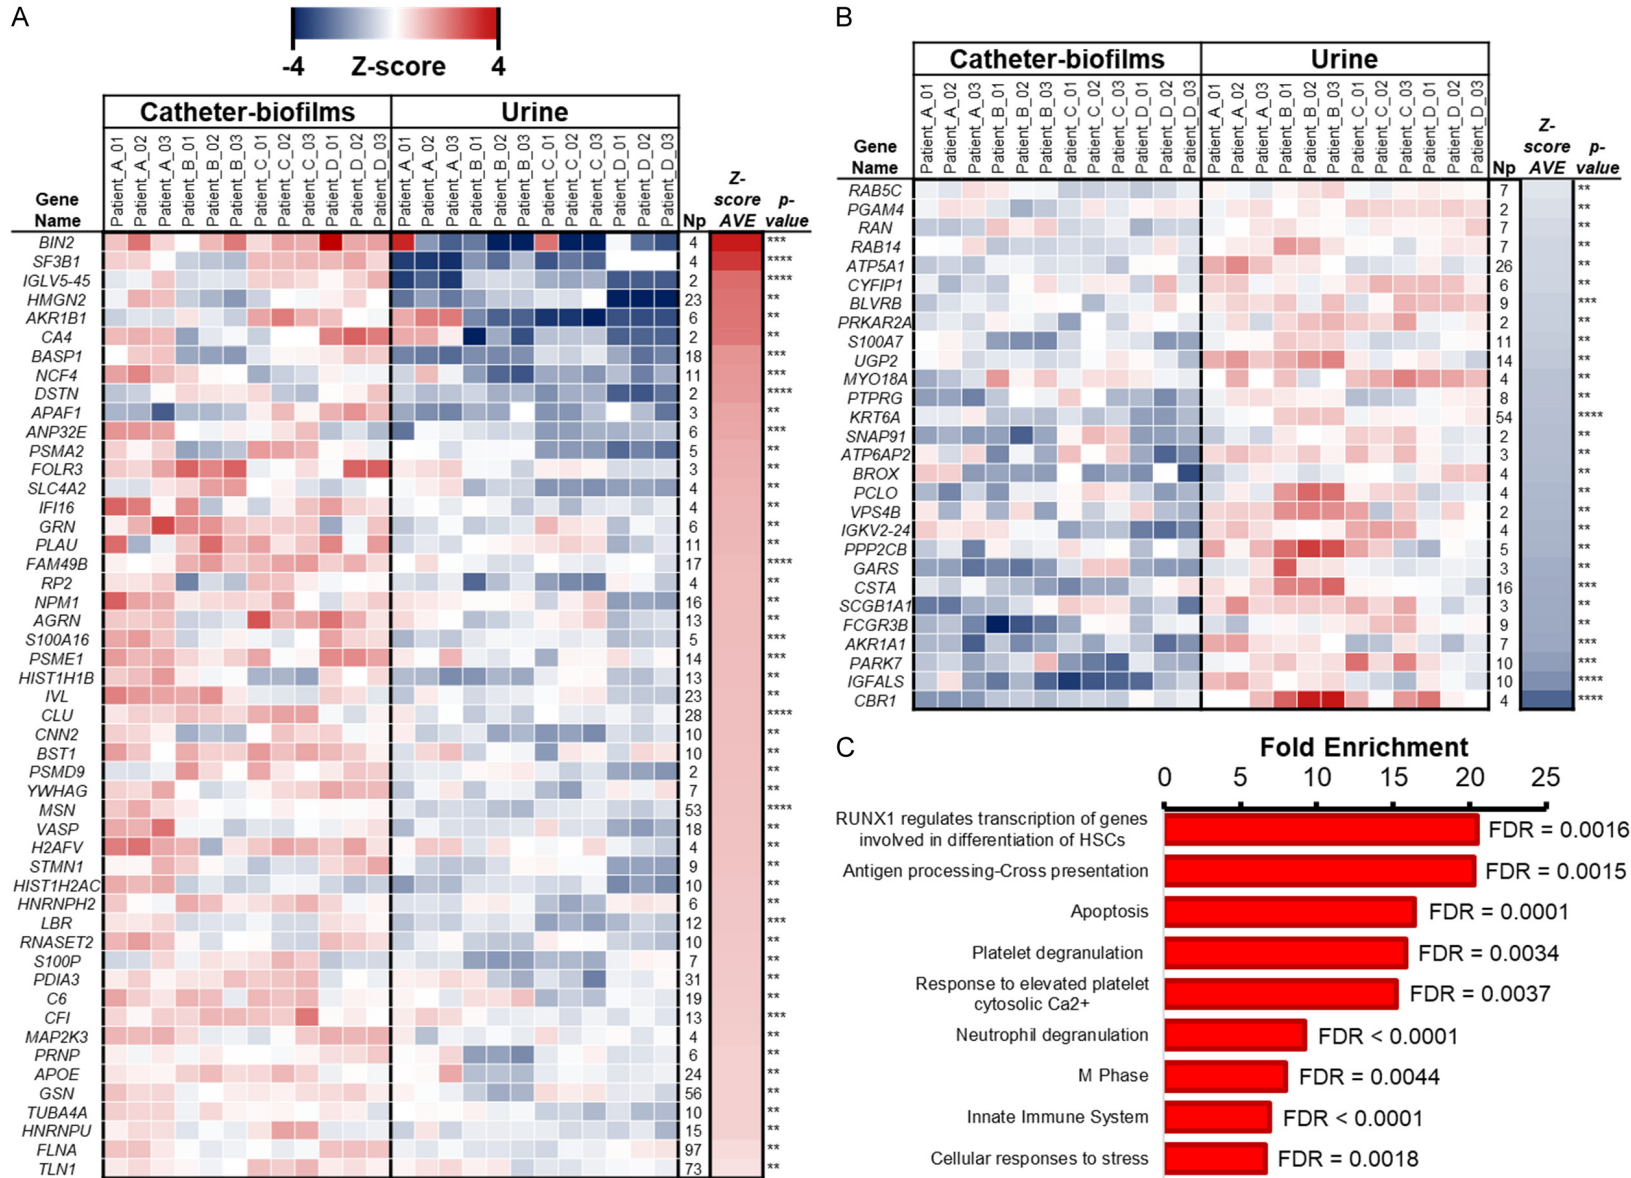 A
-4 Z-score 4
Catheter-biofilms Urine
Gene Name Patient_A_01 Patient_A_02 Patient_A_03 Patient_B_01 Patient_B_02 Patient_B_03 Patient_C_01 Patient_C_02 Patient_C_03 Patient_D_01 Patient_D_02 Patient_D_03 Patient_A_01 Patient_A_02 Patient_A_03 Patient_B_01 Patient_B_02 Patient_B_03 Patient_C_01 Patient_C_02 Patient_C_03 Patient_D_01 Patient_D_02 Patient_D_03 Np Z-score AVE p-value
BIN2 4 ***
SF3B1 4 ****
IGLV5-45 2 ****
HMGN2 23 **
AKR1B1 6 **
CA4 2 **
BASP1 18 ***
NCF4 11 ***
DSTN 2 ****
APAF1 3 **
ANP32E 6 ***
PSMA2 5 **
FOLR3 3 **
SLC4A2 4 **
IFI16 4 **
GRN 6 **
PLAU 11 **
FAM49B 17 ****
RP2 4 **
NPM1 16 **
AGRN 13 **
S100A16 5 ***
PSME1 14 ***
HIST1H1B 13 **
IVL 23 **
CLU 28 ****
CNN2 10 **
BST1 10 **
PSMD9 2 **
YWHAG 7 **
MSN 53 ****
VASP 18 **
H2AFV 4 **
STMN1 9 **
HIST1H2AC 10 **
HNRNPH2 6 **
LBR 12 ***
RNASET2 10 **
S100P 7 **
PDIA3 31 **
C6 19 **
CFI 13 ***
MAP2K3 4 **
PRNP 6 **
APOE 24 **
GSN 56 **
TUBA4A 10 **
HNRNPU 15 **
FLNA 97 **
TLN1 73 **
B
Catheter-biofilms Urine
Gene Name Patient_A_01 Patient_A_02 Patient_A_03 Patient_B_01 Patient_B_02 Patient_B_03 Patient_C_01 Patient_C_02 Patient_C_03 Patient_D_01 Patient_D_02 Patient_D_03 Patient_A_01 Patient_A_02 Patient_A_03 Patient_B_01 Patient_B_02 Patient_B_03 Patient_C_01 Patient_C_02 Patient_C_03 Patient_D_01 Patient_D_02 Patient_D_03 Np Z-score AVE p-value
RAB5C 7 **
PGAM4 2 **
RAN 7 **
RAB14 7 **
ATP5A1 26 **
CYFIP1 6 **
BLVRB 9 ***
PRKAR2A 2 **
S100A7 11 **
UGP2 14 **
MYO18A 4 **
PTPRG 8 **
KRT6A 54 ****
SNAP91 2 **
ATP6AP2 3 **
BROX 4 **
PCLO 4 **
VPS4B 2 **
IGKV2-24 4 **
PPP2CB 5 **
GARS 3 **
CSTA 16 ***
SCGB1A1 3 **
FCGR3B 9 **
AKR1A1 7 ***
PARK7 10 ***
IGFALS 10 ****
CBR1 4 ****
C
Fold Enrichment
0 5 10 15 20 25
RUNX1 regulates transcription of genes
involved in differentiation of HSCs FDR = 0.0016
Antigen processing-Cross presentation FDR = 0.0015
Apoptosis FDR = 0.0001
Platelet degranulation FDR = 0.0034
Response to elevated platelet
cytosolic Ca2+ FDR = 0.0037
Neutrophil degranulation FDR < 0.0001
M Phase FDR = 0.0044
Innate Immune System FDR < 0.0001
Cellular responses to stress FDR = 0.0018